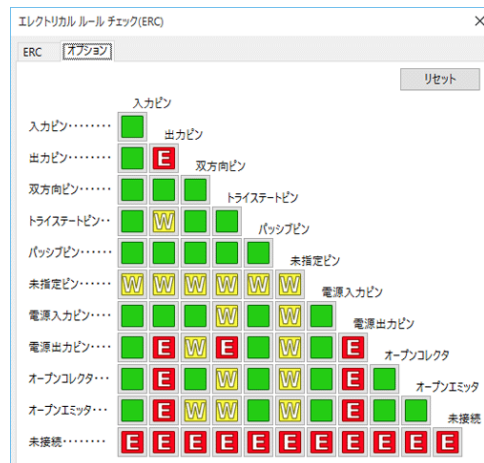 エレクトリカル ルール チェック(ERC)
ERC オプション
リセット
入力ピン
入力ピン········
出力ピン
出力ピン········ E
双方向ピン
双方向ピン······
トライステートピン
トライステートピン·· W
パッシブピン
パッシブピン······
未指定ピン
未指定ピン······ W W W W W W
電源入力ピン
電源入力ピン···· W W
電源出力ピン
電源出力ピン···· E W E W E
オープンコレクタ
オープンコレクタ··· E W W E
オープンエミッタ
オープンエミッタ··· E W W W E
未接続
未接続········ E E E E E E E E E E E